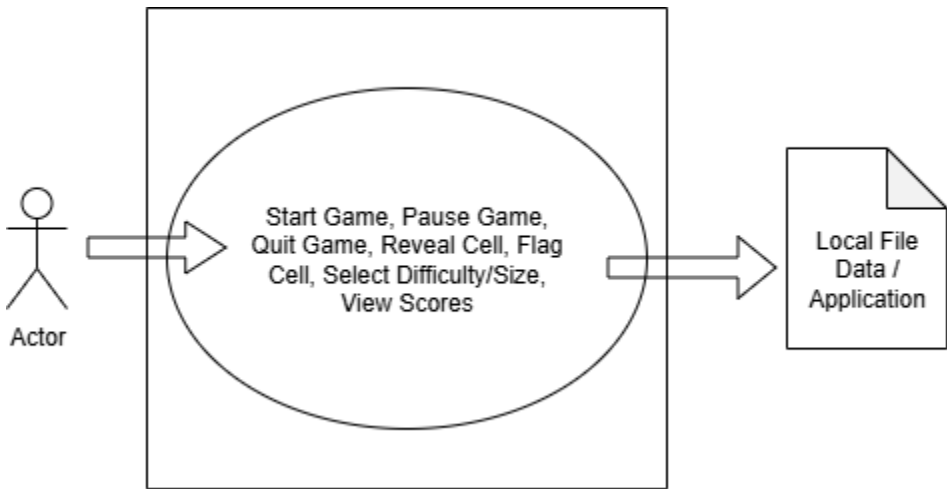 Start Game, Pause Game,
Quit Game, Reveal Cell, Flag
Cell, Select Difficulty/Size,
View Scores
Actor
Local File
Data /
Application